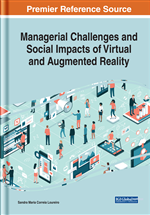 Premier Reference Source
Managerial Challenges and
Social Impacts of Virtual
and Augmented Reality
Sandra Maria Correia Loureiro